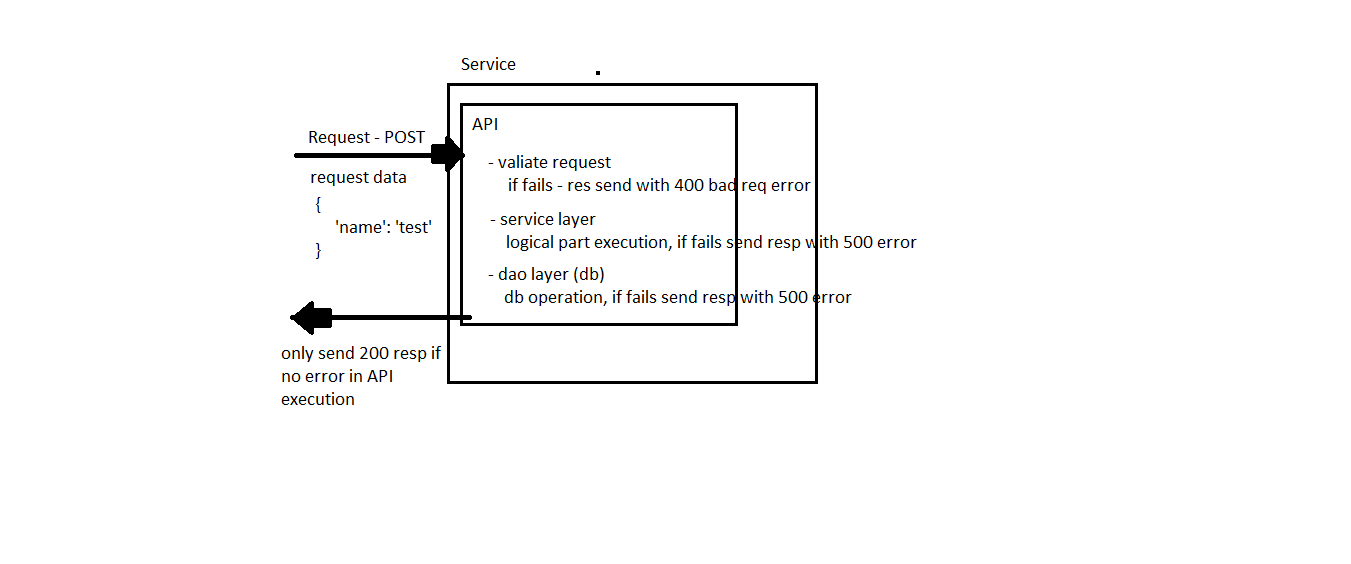 Service
API
Request - POST
- valiate request
if fails - res send with 400 bad req error
request data
{
'name': 'test'
}
- service layer
logical part execution, if fails send resp with 500 error
- dao layer (db)
db operation, if fails send resp with 500 error
only send 200 resp if
no error in API
execution